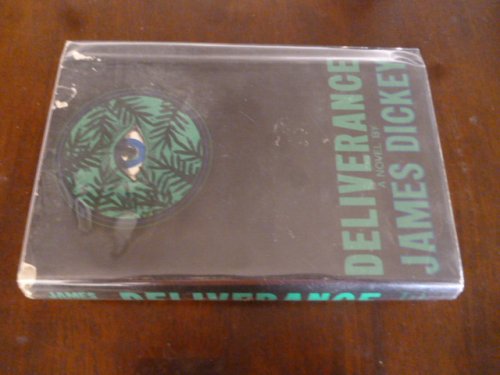 DELIVERANCE
A NOVEL BY
JAMES DICKEY
JAMES DELIVERANCE